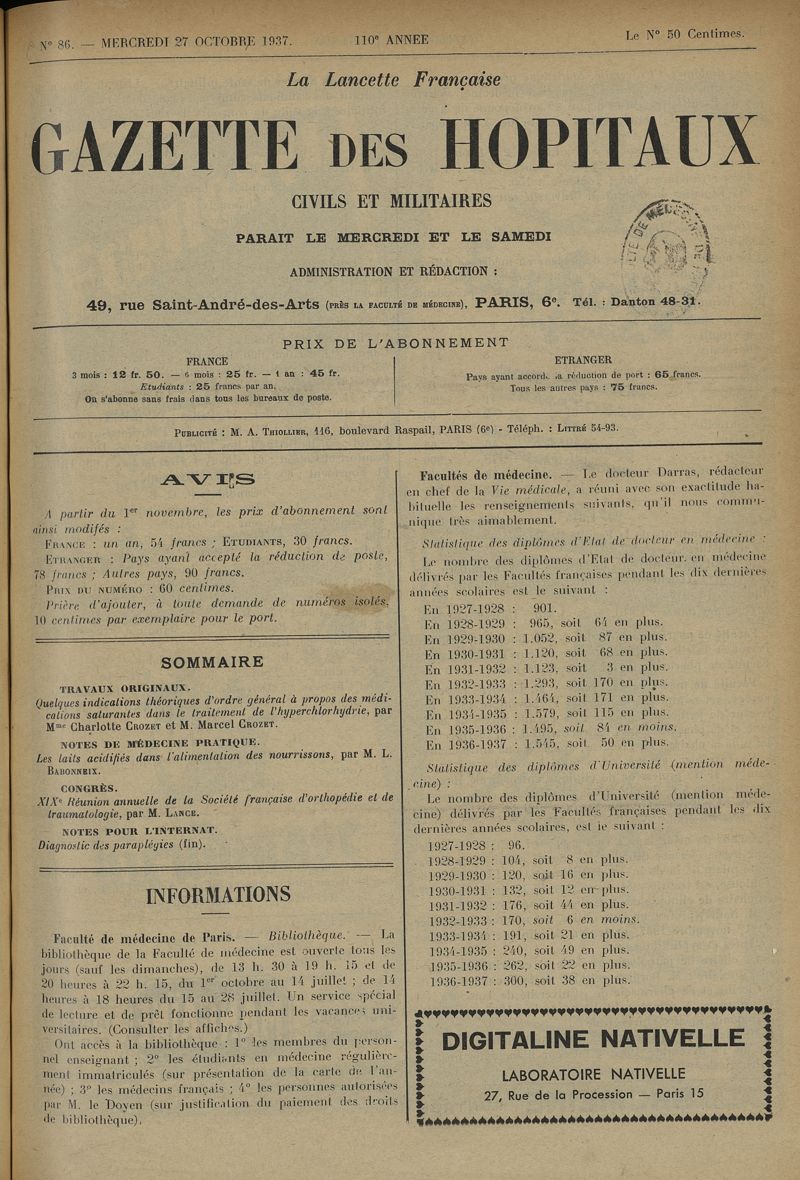 N° 86. — MERCREDI 27 OCTOBRE 1937.
110e ANNEE
Le N° 50 Centimes.
La Lancette Française
GAZETTE DES HOPITAUX
CIVILS ET MILITAIRES
PARAIT LE MERCREDI ET LE SAMEDI
ADMINISTRATION ET RÉDACTION :
49, rue Saint-André-des-Arts (PRÈS LA FACULTÉ DE MÉDECINE), PARIS, 6e. Tél. : Danton 48-31.
PRIX DE L'ABONNEMENT
FRANCE
3 mois : 12 fr. 50. — 6 mois : 25 fr. — 1 an : 45 fr.
Etudiants : 25 francs par an.
On s'abonne sans frais dans tous les bureaux de poste.
ETRANGER
Pays ayant accord. la réduction de port : 65 francs.
Tous les autres pays : 75 francs.
PUBLICITÉ : M. A. THIOLLIER, 116, boulevard Raspail, PARIS (6e) - Téléph. : LITTRÉ 54-93.
AVIS
A partir du 1er novembre, les prix d'abonnement sont
ainsi modifés :
FRANCE : un an, 54 francs ; ETUDIANTS, 30 francs.
ETRANGER : Pays ayant accepté la réduction de poste,
78 francs ; Autres pays, 90 francs.
PRIX DU NUMÉRO : 60 centimes.
Prière d'ajouter, à toute demande de numéros isolés,
10 centimes par exemplaire pour le port.
SOMMAIRE
TRAVAUX ORIGINAUX.
Quelques indications théoriques d'ordre général à propos des médi-
cations saturantes dans le traitement de l'hyperchlorhydrie, par
Mme Charlotte CROZET et M. Marcel CROZET.
NOTES DE MÉDECINE PRATIQUE.
Les laits acidifiés dans l'alimentation des nourrissons, par M. L.
BABONNEIX.
CONGRÈS.
XIXe Réunion annuelle de la Société française d'orthopédie et de
traumatologie, par M. LANCE.
NOTES POUR L'INTERNAT.
Diagnostic des paraplégies (fin).
INFORMATIONS
Faculté de médecine de Paris. — Bibliothèque. — La
bibliothèque de la Faculté de médecine est ouverte tous les
jours (sauf les dimanches), de 13 h. 30 à 19 h. 15 et de
20 heures à 22 h. 15, du 1er octobre au 14 juillet ; de 14
heures à 18 heures du 15 au 28 juillet. Un service spécial
de lecture et de prêt fonctionne pendant les vacances uni-
versitaires. (Consulter les affiches.)
Ont accès à la bibliothèque : 1° les membres du person-
nel enseignant ; 2° les étudiants en médecine régulière-
ment immatriculés (sur présentation de la carte de l'an-
née) ; 3° les médecins français ; 4° les personnes autorisées
par M. le Doyen (sur justification du paiement des droits
de bibliothèque).
Facultés de médecine. — Le docteur Darras, rédacteur
en chef de la Vie médicale, a réuni avec son exactitude ha-
bituelle les renseignements suivants, qu'il nous commu-
nique très aimablement.
Statistique des diplômes d'Etat de docteur en médecine :
Le nombre des diplômes d'Etat de docteur en médecine
délivrés par les Facultés françaises pendant les dix dernières
années scolaires est le suivant :
En 1927-1928 : 901.
En 1928-1929 : 965, soit 64 en plus.
En 1929-1930 : 1.052, soit 87 en plus.
En 1930-1931 : 1.120, soit 68 en plus.
En 1931-1932 : 1.123, soit 3 en plus.
En 1932-1933 : 1.293, soit 170 en plus.
En 1933-1934 : 1.464, soit 171 en plus.
En 1934-1935 : 1.579, soit 115 en plus.
En 1935-1936 : 1.495, soit 84 en moins.
En 1936-1937 : 1.545, soit 50 en plus.
Statistique des diplômes d'Université (mention méde-
cine) :
Le nombre des diplômes d'Université (mention méde-
cine) délivrés par les Facultés françaises pendant les dix
dernières années scolaires, est le suivant :
1927-1928 : 96.
1928-1929 : 104, soit 8 en plus.
1929-1930 : 120, soit 16 en plus.
1930-1931 : 132, soit 12 en plus.
1931-1932 : 176, soit 44 en plus.
1932-1933 : 170, soit 6 en moins.
1933-1934 : 191, soit 21 en plus.
1934-1935 : 240, soit 49 en plus.
1935-1936 : 262, soit 22 en plus.
1936-1937 : 300, soit 38 en plus.
DIGITALINE NATIVELLE
LABORATOIRE NATIVELLE
27, Rue de la Procession — Paris 15